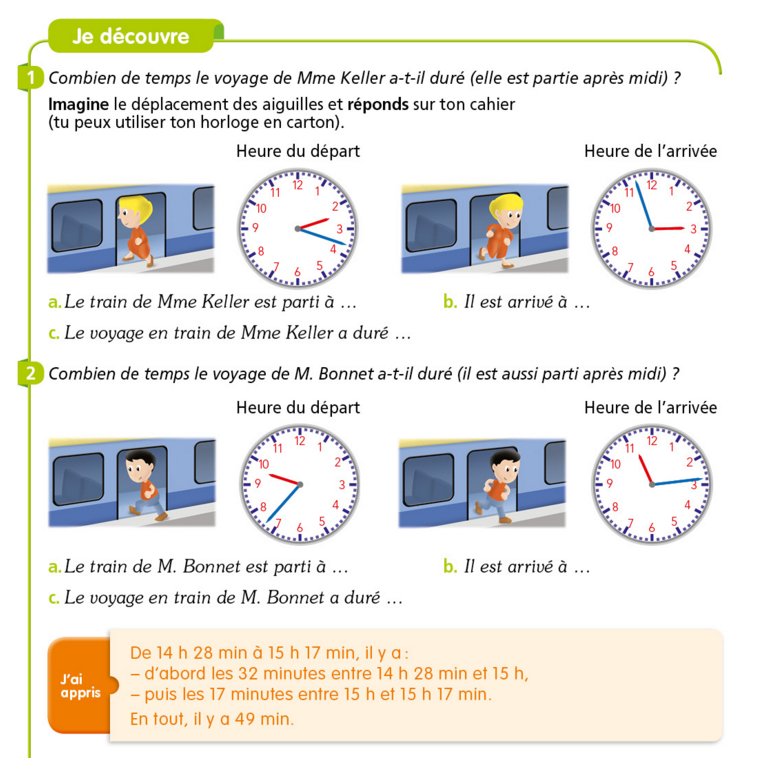 Je découvre
1 Combien de temps le voyage de Mme Keller a-t-il duré (elle est partie après midi) ?
Imagine le déplacement des aiguilles et réponds sur ton cahier
(tu peux utiliser ton horloge en carton).
Heure du départ
Heure de l’arrivée
12 1 2 3 4 5 6 7 8 9 10 11
12 1 2 3 4 5 6 7 8 9 10 11
a. Le train de Mme Keller est parti à …
b. Il est arrivé à …
c. Le voyage en train de Mme Keller a duré …
2 Combien de temps le voyage de M. Bonnet a-t-il duré (il est aussi parti après midi) ?
Heure du départ
Heure de l’arrivée
12 1 2 3 4 5 6 7 8 9 10 11
12 1 2 3 4 5 6 7 8 9 10 11
a. Le train de M. Bonnet est parti à …
b. Il est arrivé à …
c. Le voyage en train de M. Bonnet a duré …
J’ai
appris
De 14 h 28 min à 15 h 17 min, il y a :
– d’abord les 32 minutes entre 14 h 28 min et 15 h,
– puis les 17 minutes entre 15 h et 15 h 17 min.
En tout, il y a 49 min.